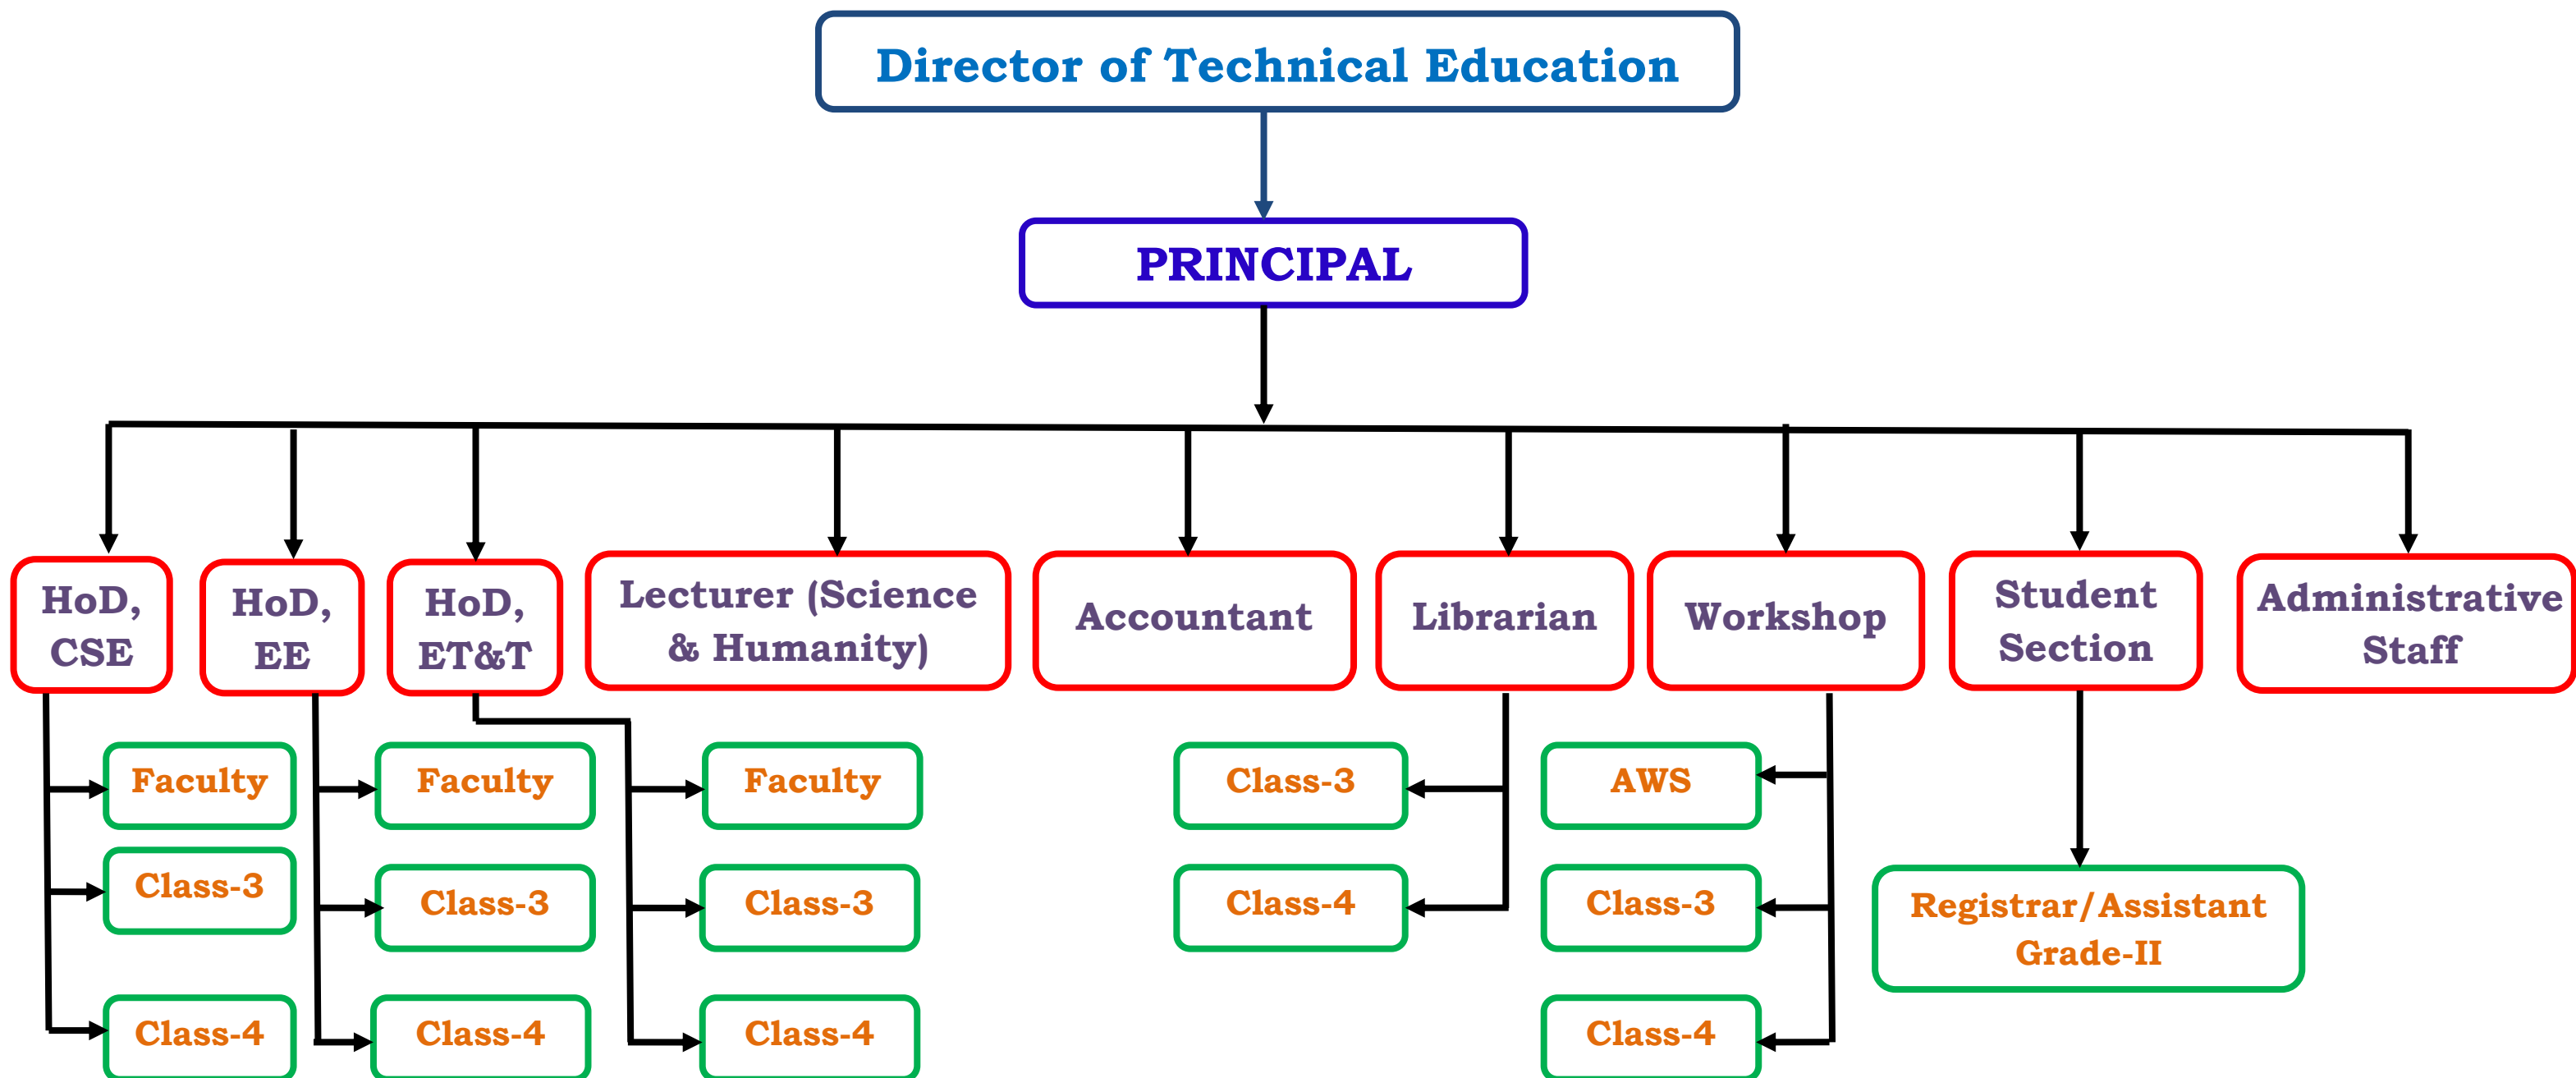 Director of Technical Education
PRINCIPAL
HoD,
CSE
HoD,
EE
HoD,
ET&T
Lecturer (Science
& Humanity)
Accountant
Librarian
Workshop
Student
Section
Administrative
Staff
Faculty
Faculty
Faculty
Class-3
AWS
Class-3
Class-3
Class-3
Class-4
Class-3
Registrar/Assistant
Grade-II
Class-4
Class-4
Class-4
Class-4